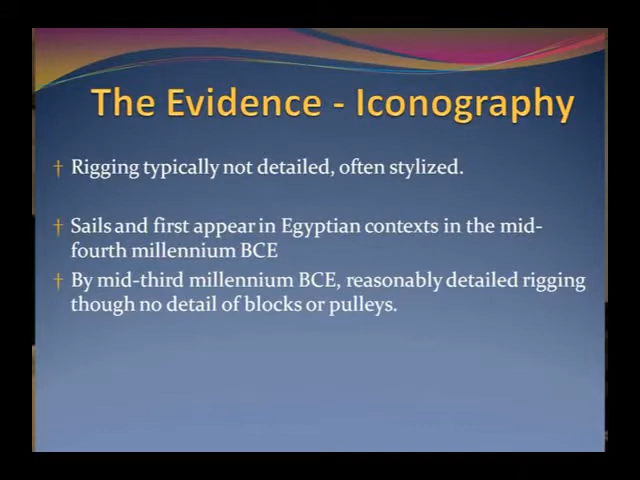 The Evidence - Iconography
† Rigging typically not detailed, often stylized.
† Sails and first appear in Egyptian contexts in the mid-
fourth millennium BCE
† By mid-third millennium BCE, reasonably detailed rigging
though no detail of blocks or pulleys.